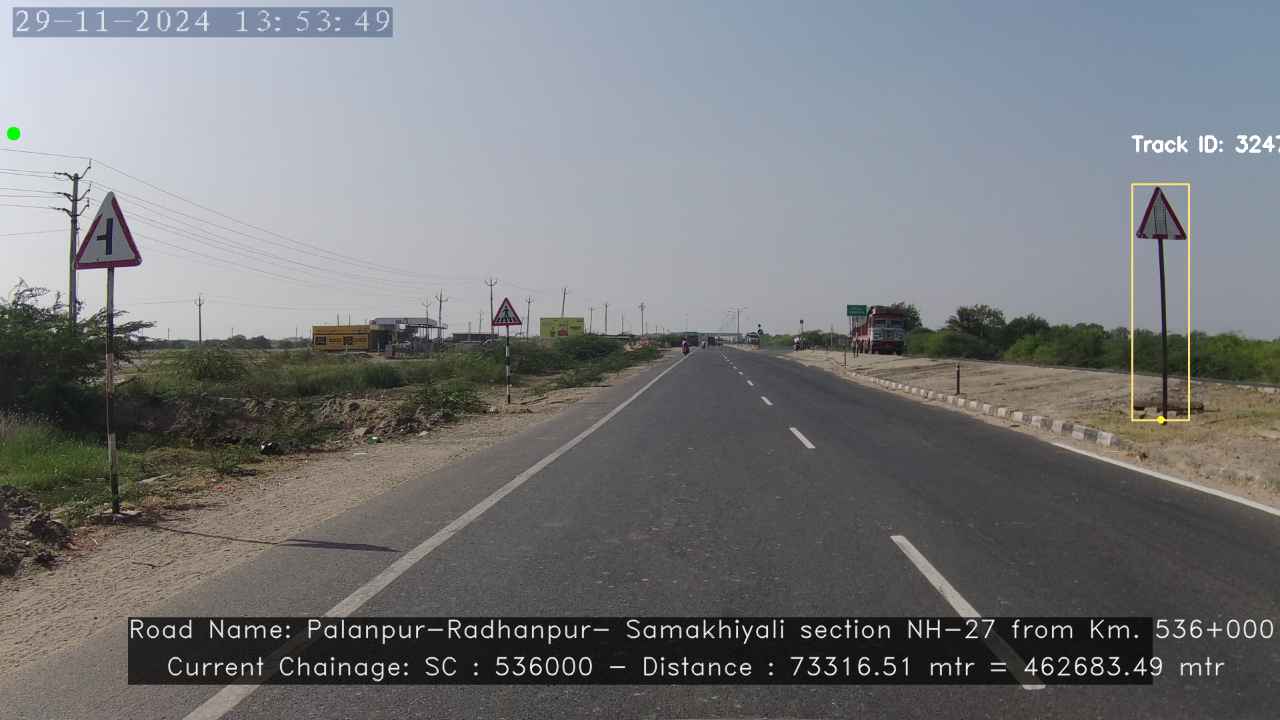 29-11-2024 13:53:49
Track ID: 3247
Road Name: Palanpur-Radhanpur- Samakhiyali section NH-27 from Km. 536+000
Current Chainage: SC : 536000 - Distance : 73316.51 mtr = 462683.49 mtr